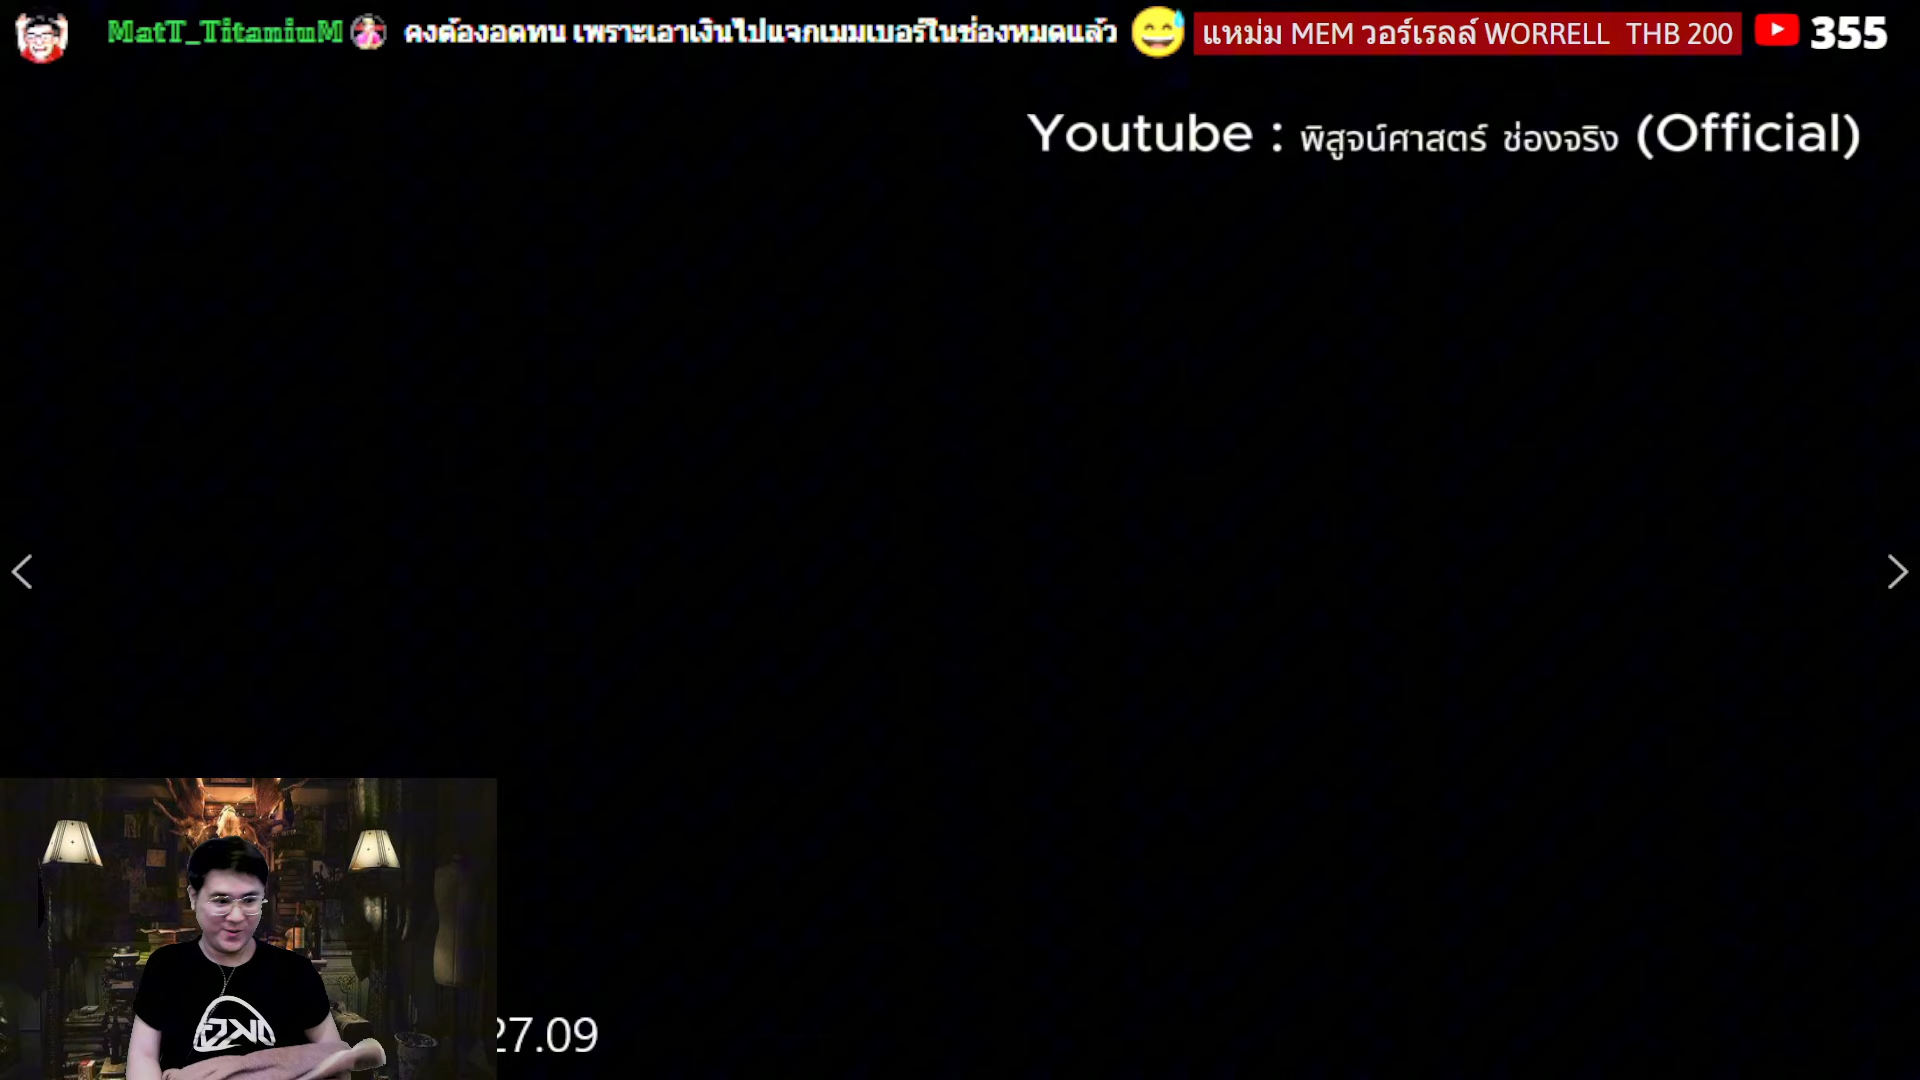 MatT_TitaniuM คงต้องอดทน เพราะเอาเงินไปแจกเมมเบอร์ในช่องหมดแล้ว 😅 แหม่ม MEM วอร์เรลล์ WORRELL THB 200 355
Youtube : พิสูจน์ศาสตร์ ช่องจริง (Official)
27.09